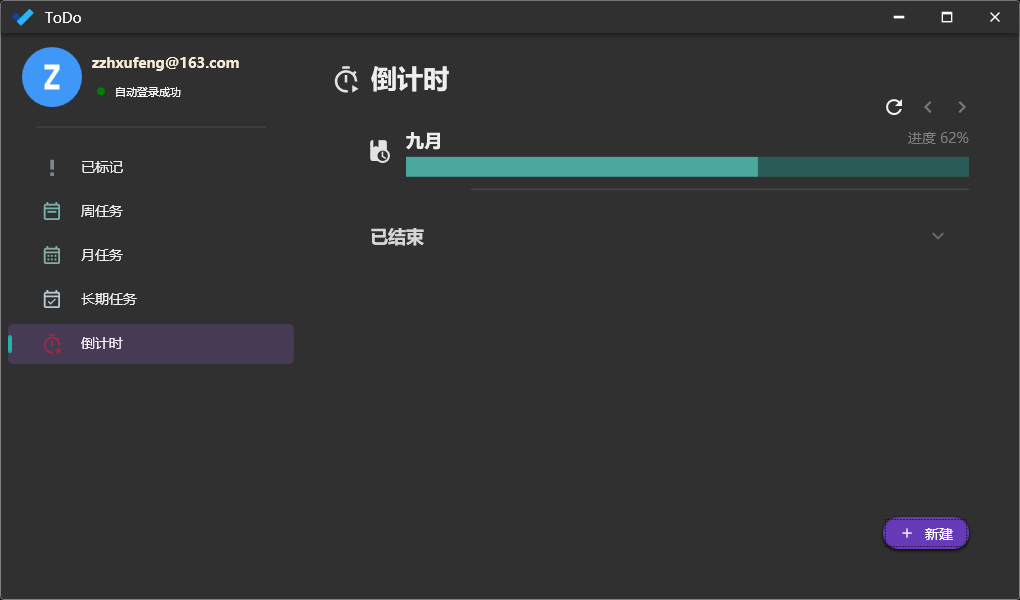 ToDo
Z
zzhxufeng@163.com
自动登录成功
已标记
周任务
月任务
长期任务
倒计时
倒计时
九月
进度 62%
已结束
新建